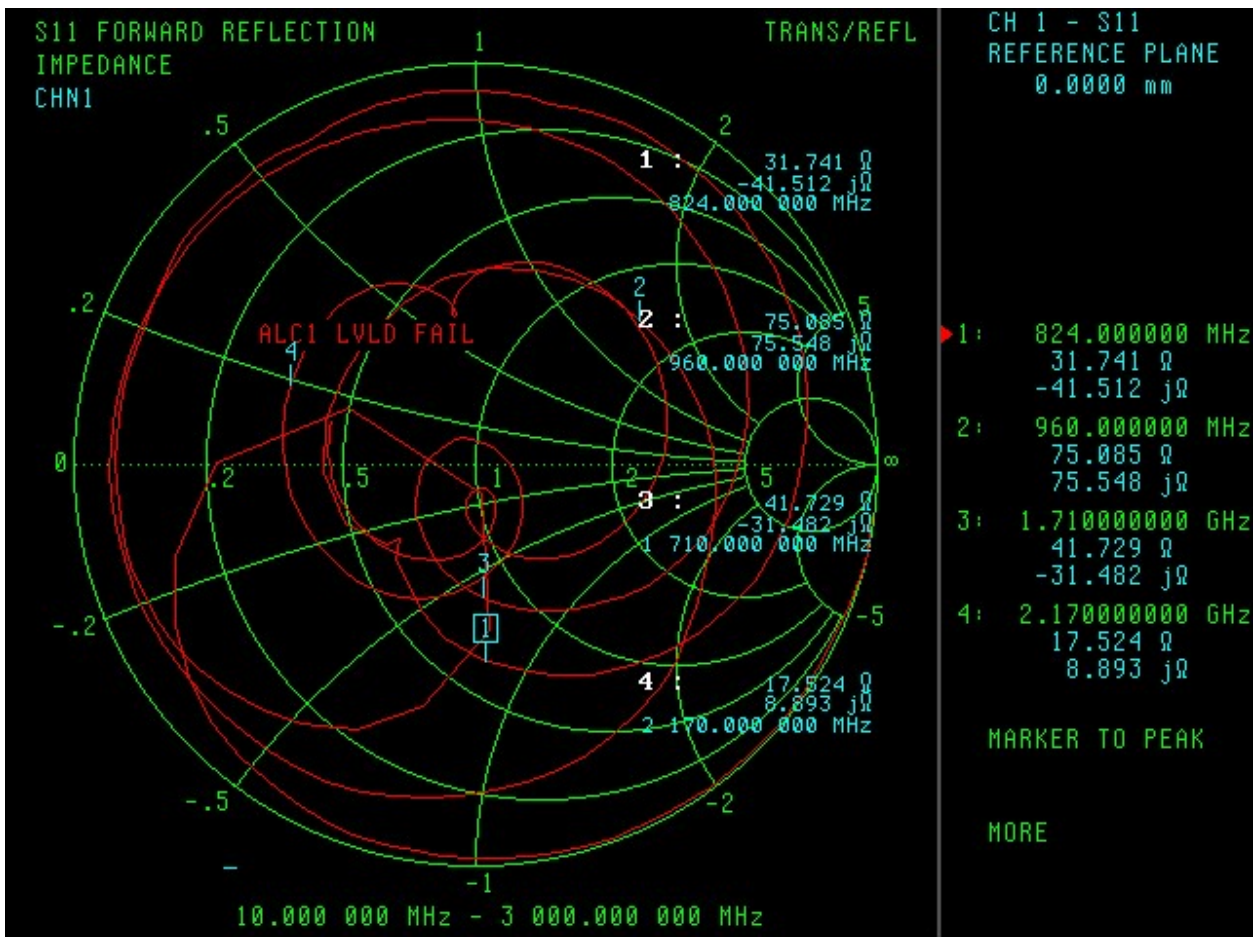 S11 FORWARD REFLECTION
IMPEDANCE
CHN1
TRANS/REFL
1
.5
2
.2
5
0
.2
.5
1
2
5
∞
-.2
-5
-.5
-2
-1
ALC1 LVLD FAIL
4
2
3
1
1 :
31.741 Ω
-41.512 jΩ
824.000 000 MHz
2 :
75.085 Ω
75.548 jΩ
960.000 000 MHz
3 :
41.729 Ω
-31.482 jΩ
1 710.000 000 MHz
4 :
17.524 Ω
8.893 jΩ
2 170.000 000 MHz
10.000 000 MHz - 3 000.000 000 MHz
CH 1 - S11
REFERENCE PLANE
0.0000 mm
1: 824.000000 MHz
31.741 Ω
-41.512 jΩ
2: 960.000000 MHz
75.085 Ω
75.548 jΩ
3: 1.710000000 GHz
41.729 Ω
-31.482 jΩ
4: 2.170000000 GHz
17.524 Ω
8.893 jΩ
MARKER TO PEAK
MORE